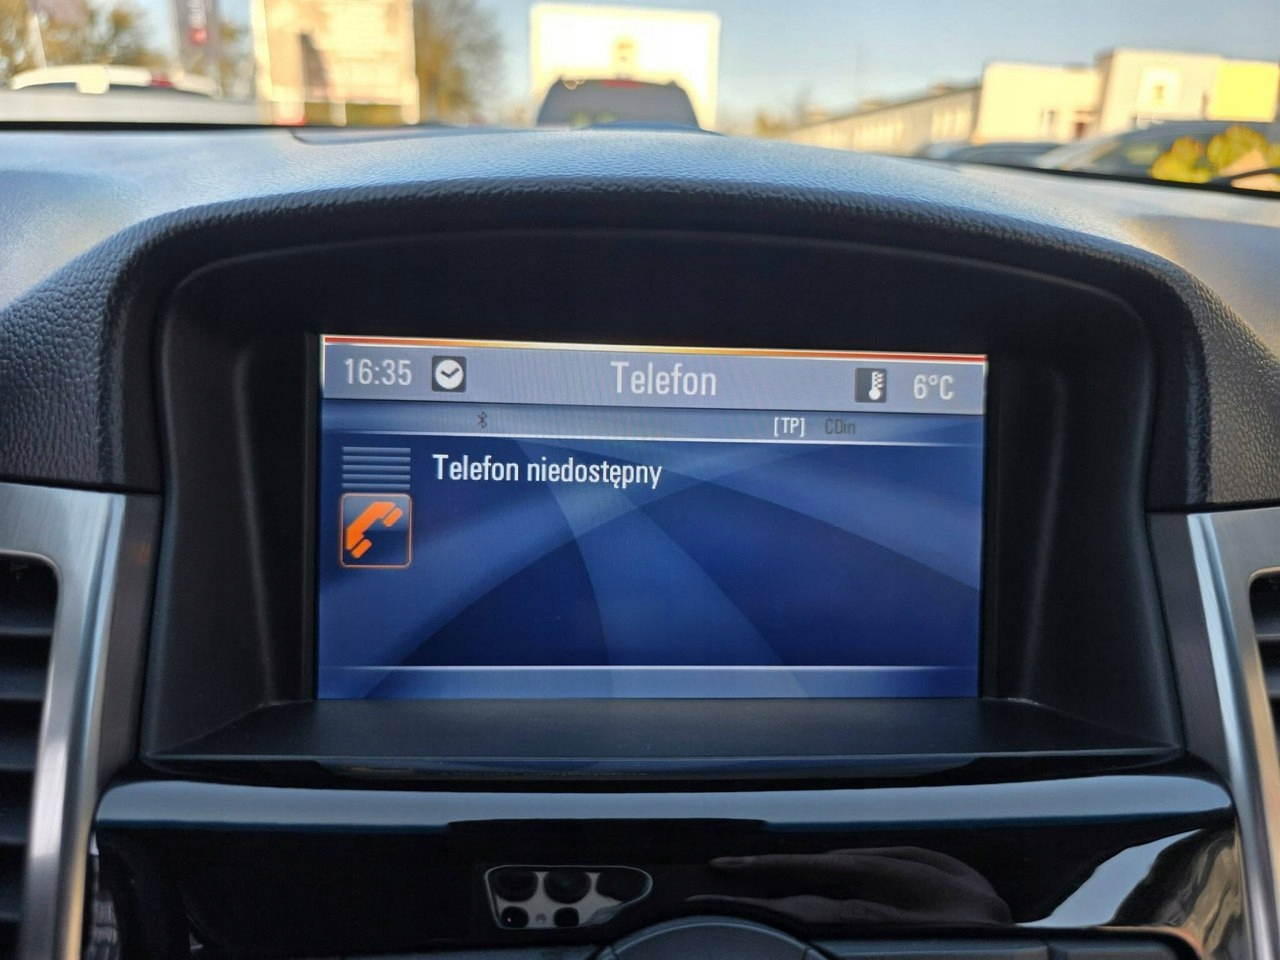 16:35 Telefon 6°C
[TP] CDin
Telefon niedostępny